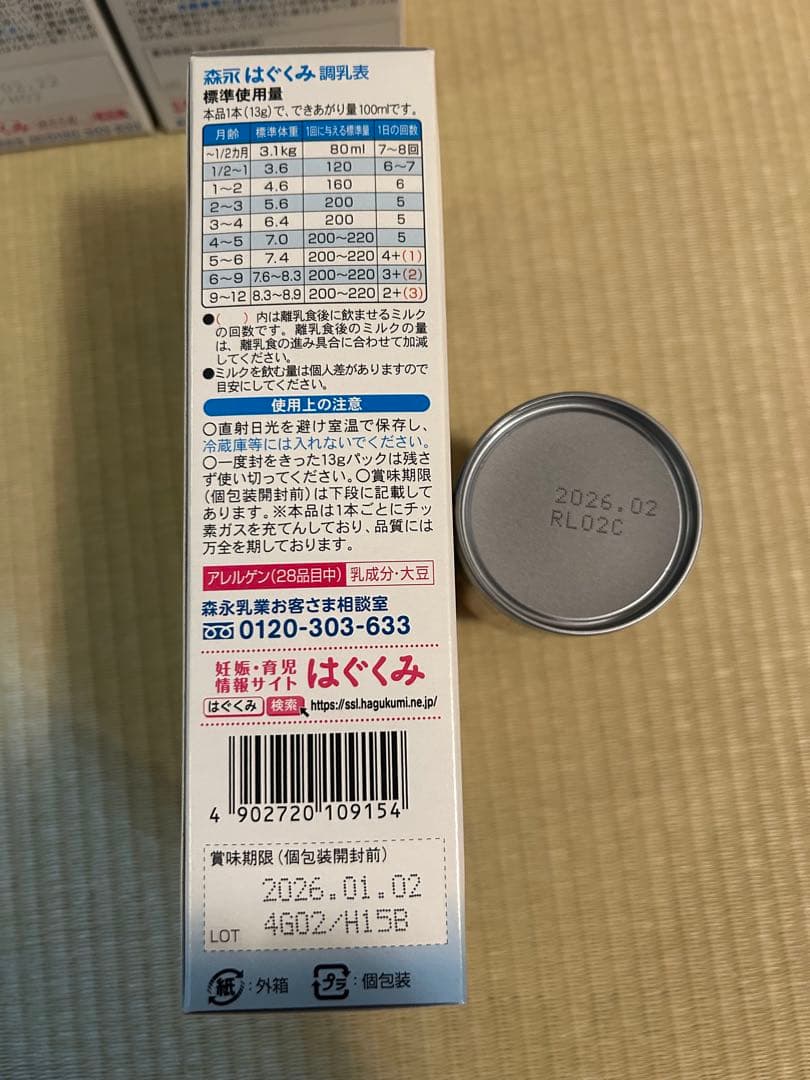 森永 はぐくみ 調乳表
標準使用量
本品1本(13g)で、できあがり量100mlです。
月齢 標準体重 1回に与える標準量 1日の回数
~1/2カ月 3.1kg 80ml 7~8回
1/2~1 3.6 120 6~7
1~2 4.6 160 6
2~3 5.6 200 5
3~4 6.4 200 5
4~5 7.0 200~220 5
5~6 7.4 200~220 4+(1)
6~9 7.6~8.3 200~220 3+(2)
9~12 8.3~8.9 200~220 2+(3)
●( )内は離乳食後に飲ませるミルク
の回数です。離乳食後のミルクの量
は、離乳食の進み具合に合わせて加減
してください。
●ミルクを飲む量は個人差がありますので
目安にしてください。
使用上の注意
○直射日光を避け室温で保存し、
冷蔵庫等には入れないでください。
○一度封をきった13gパックは残さ
ず使い切ってください。○賞味期限
(個包装開封前)は下段に記載して
あります。※本品は1本ごとにチッ
素ガスを充てんしており、品質には
万全を期しております。
アレルゲン(28品目中) 乳成分・大豆
森永乳業お客さま相談室
0120-303-633
妊娠・育児
情報サイト はぐくみ
はぐくみ 検索 https://ssl.hagukumi.ne.jp/
4 902720 109154
賞味期限(個包装開封前)
2026.01.02
LOT 4G02/H15B
紙:外箱 プラ:個包装
2026.02
RL02C